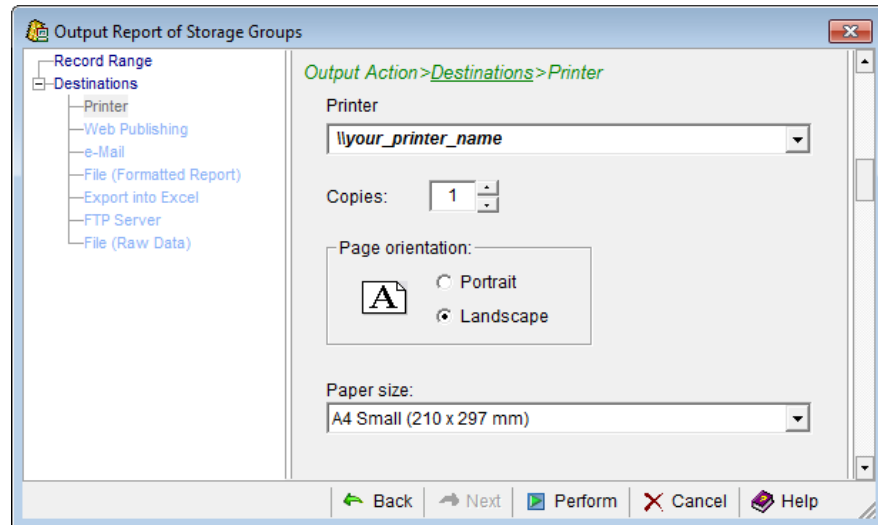 Output Report of Storage Groups
Record Range
Destinations
Printer
Web Publishing
e-Mail
File (Formatted Report)
Export into Excel
FTP Server
File (Raw Data)
Output Action>Destinations>Printer
Printer
\\your_printer_name
Copies: 1
Page orientation:
A
Portrait
Landscape
Paper size:
A4 Small (210 x 297 mm)
Back Next Perform Cancel Help